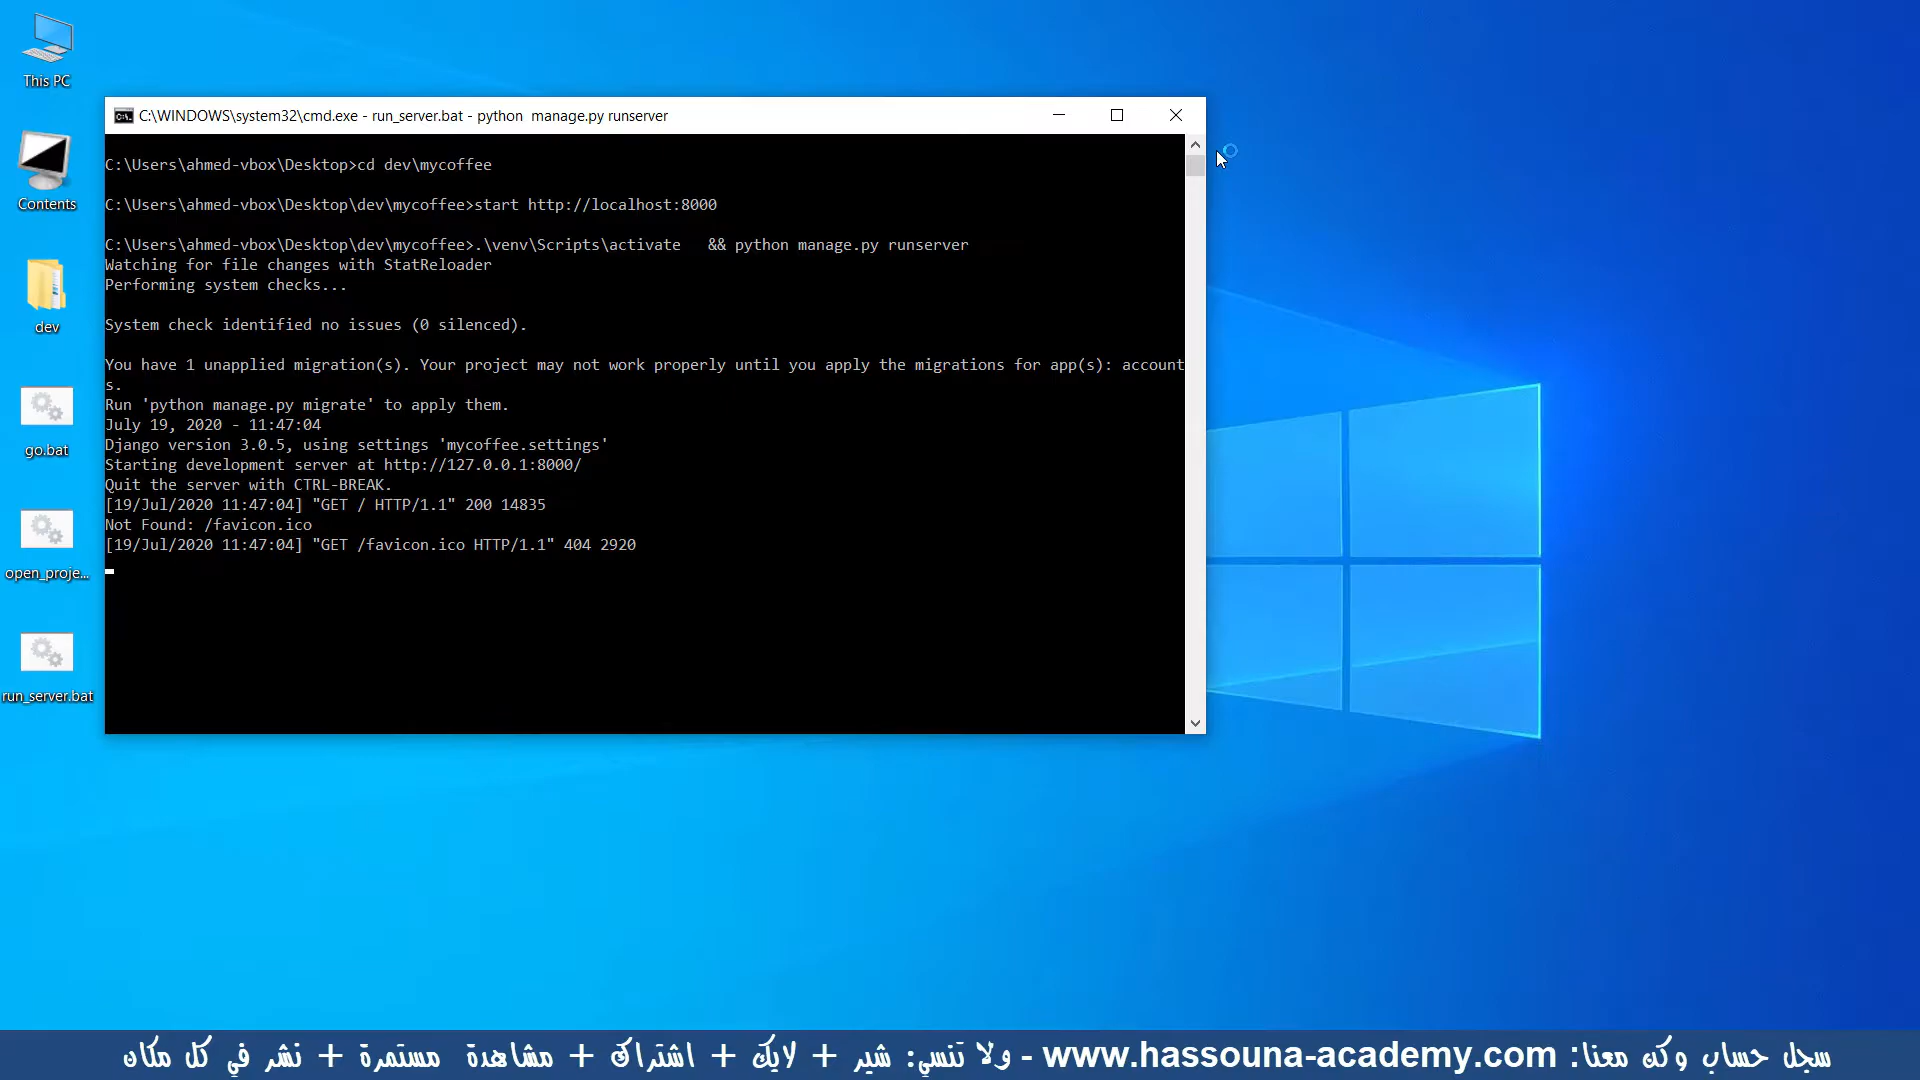 This PC
Contents
dev
go.bat
open_proje...
run_server.bat
C:\WINDOWS\system32\cmd.exe - run_server.bat - python  manage.py runserver
C:\Users\ahmed-vbox\Desktop>cd dev\mycoffee
C:\Users\ahmed-vbox\Desktop\dev\mycoffee>start http://localhost:8000
C:\Users\ahmed-vbox\Desktop\dev\mycoffee>.\venv\Scripts\activate   && python manage.py runserver
Watching for file changes with StatReloader
Performing system checks...
System check identified no issues (0 silenced).
You have 1 unapplied migration(s). Your project may not work properly until you apply the migrations for app(s): account
s.
Run 'python manage.py migrate' to apply them.
July 19, 2020 - 11:47:04
Django version 3.0.5, using settings 'mycoffee.settings'
Starting development server at http://127.0.0.1:8000/
Quit the server with CTRL-BREAK.
[19/Jul/2020 11:47:04] "GET / HTTP/1.1" 200 14835
Not Found: /favicon.ico
[19/Jul/2020 11:47:04] "GET /favicon.ico HTTP/1.1" 404 2920
سجل حساب وكن معنا: www.hassouna-academy.com - ولا تنسي: شير + لايك + اشتراك + مشاهدة مستمرة + نشر في كل مكان